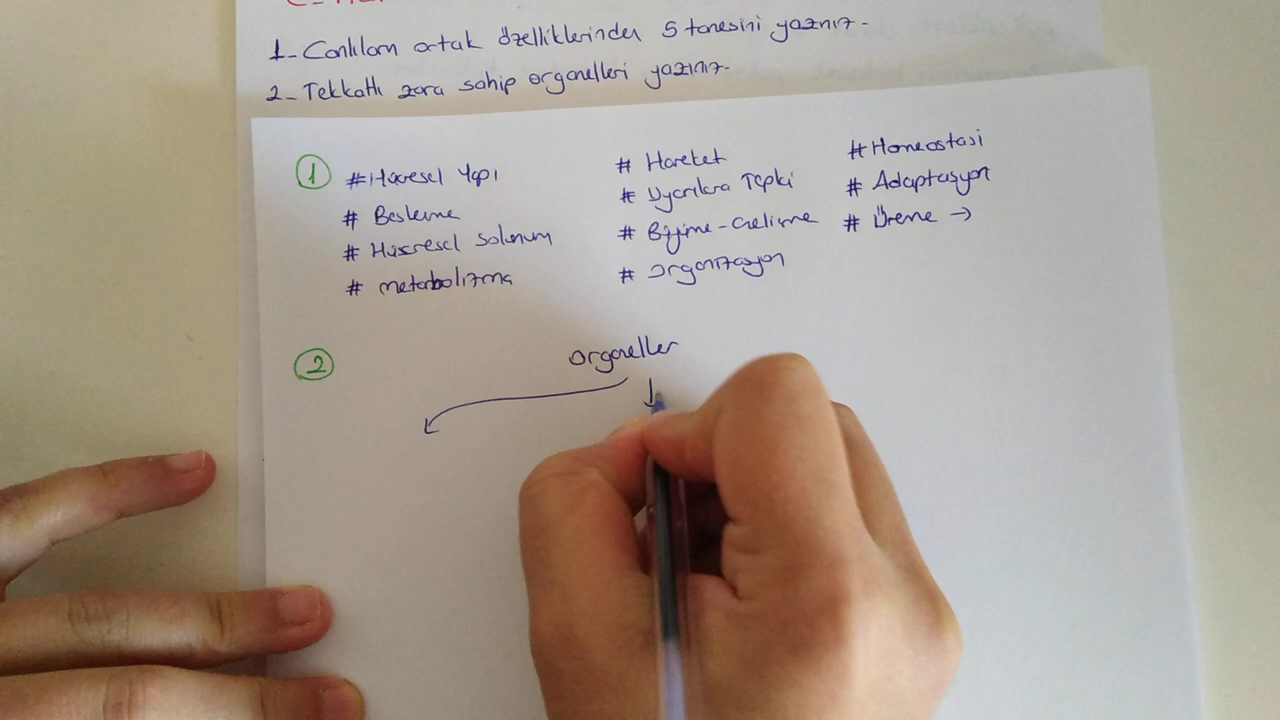 1- Canlıların ortak özelliklerinden 5 tanesini yazınız.
2- Tekkatlı zara sahip organelleri yazınız.
1
# Hücresel Yapı
# Beslenme
# Hücresel Solunum
# metabolizma
# Hareket
# Uyarılara Tepki
# Büyüme-Gelişme
# Organizasyon
# Homeostasi
# Adaptasyon
# Üreme →
2
Organeller